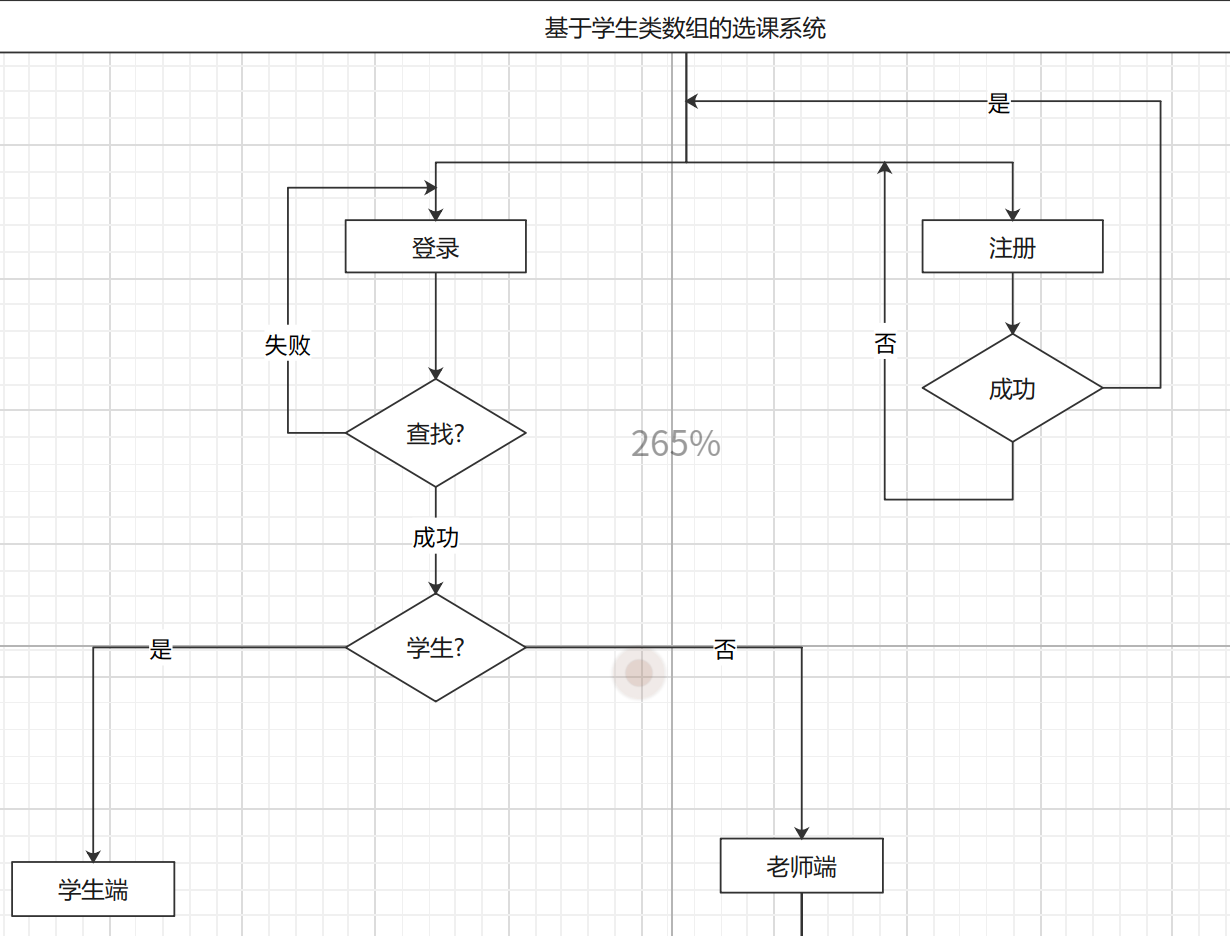 基于学生类数组的选课系统
是
登录
注册
失败
否
成功
查找?
265%
成功
学生?
是
否
老师端
学生端